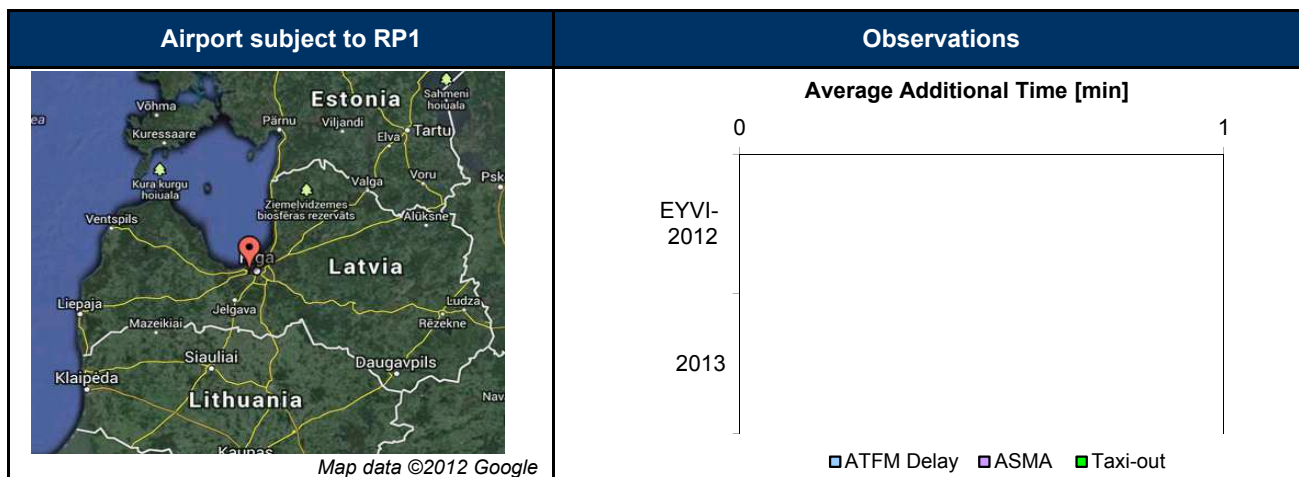 Airport subject to RP1
Observations
Estonia
Sahmeni
hoiuala
Võhma
Pärnu
Viljandi
Tartu
Elva
ea
Kuressaare
Kura kurgu
hoiuala
Valga
Voru
Psk
Ziemeļvidzemes
biosfēras rezervāts
Ventspils
Alūksne
Latvia
Liepaja
Jelgava
Ludza
Rēzekne
Mazeikiai
Siauliai
Daugavpils
Klaipėda
Lithuania
Nav
Kaunas
Map data ©2012 Google
Average Additional Time [min]
0 1
EYVI-
2012
2013
ATFM Delay ASMA Taxi-out